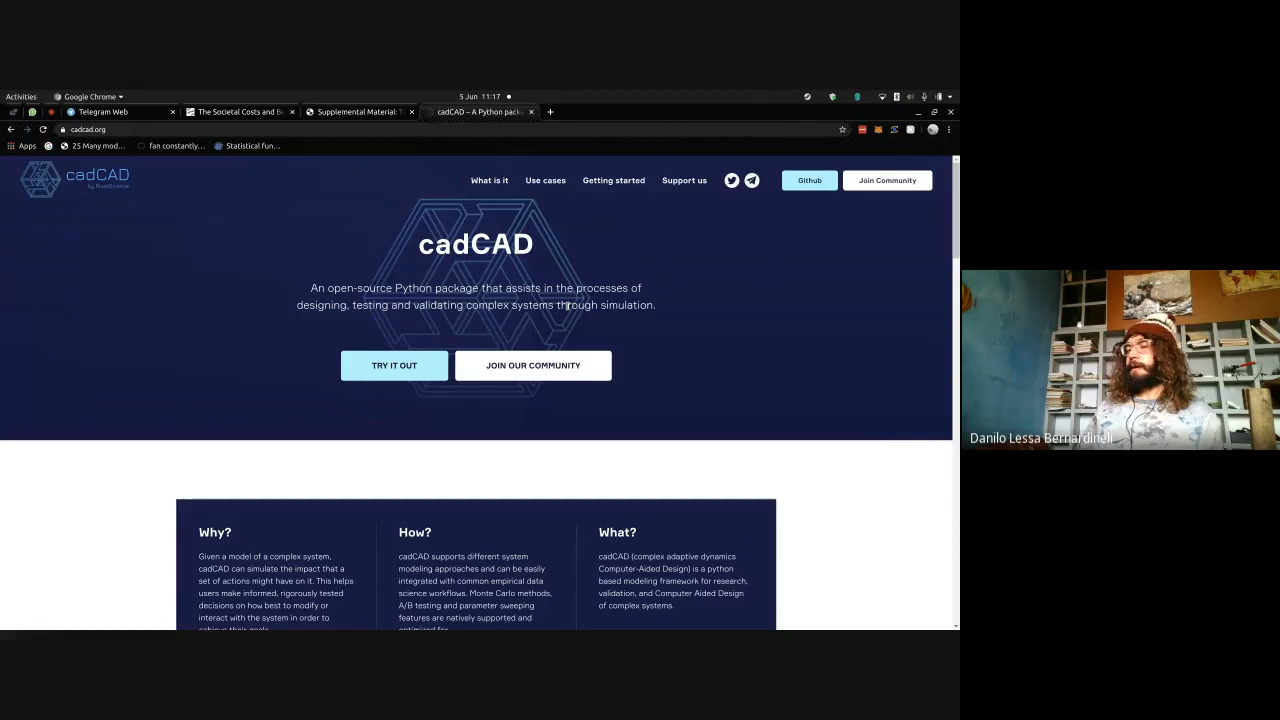 Activities
Google Chrome
5 Jun 11:17
Telegram Web
The Societal Costs and Be
Supplemental Material: T
cadCAD – A Python pack
cadcad.org
Apps
25 Many mod...
fan constantly...
Statistical fun...
cadCAD
by BlockScience
What is it
Use cases
Getting started
Support us
Github
Join Community
cadCAD
An open-source Python package that assists in the processes of
designing, testing and validating complex systems through simulation.
TRY IT OUT
JOIN OUR COMMUNITY
Why?
Given a model of a complex system,
cadCAD can simulate the impact that a
set of actions might have on it. This helps
users make informed, rigorously tested
decisions on how best to modify or
interact with the system in order to
achieve their goals.
How?
cadCAD supports different system
modeling approaches and can be easily
integrated with common empirical data
science workflows. Monte Carlo methods,
A/B testing and parameter sweeping
features are natively supported and
optimized for.
What?
cadCAD (complex adaptive dynamics
Computer-Aided Design) is a python
based modeling framework for research,
validation, and Computer Aided Design
of complex systems.
Danilo Lessa Bernardineli